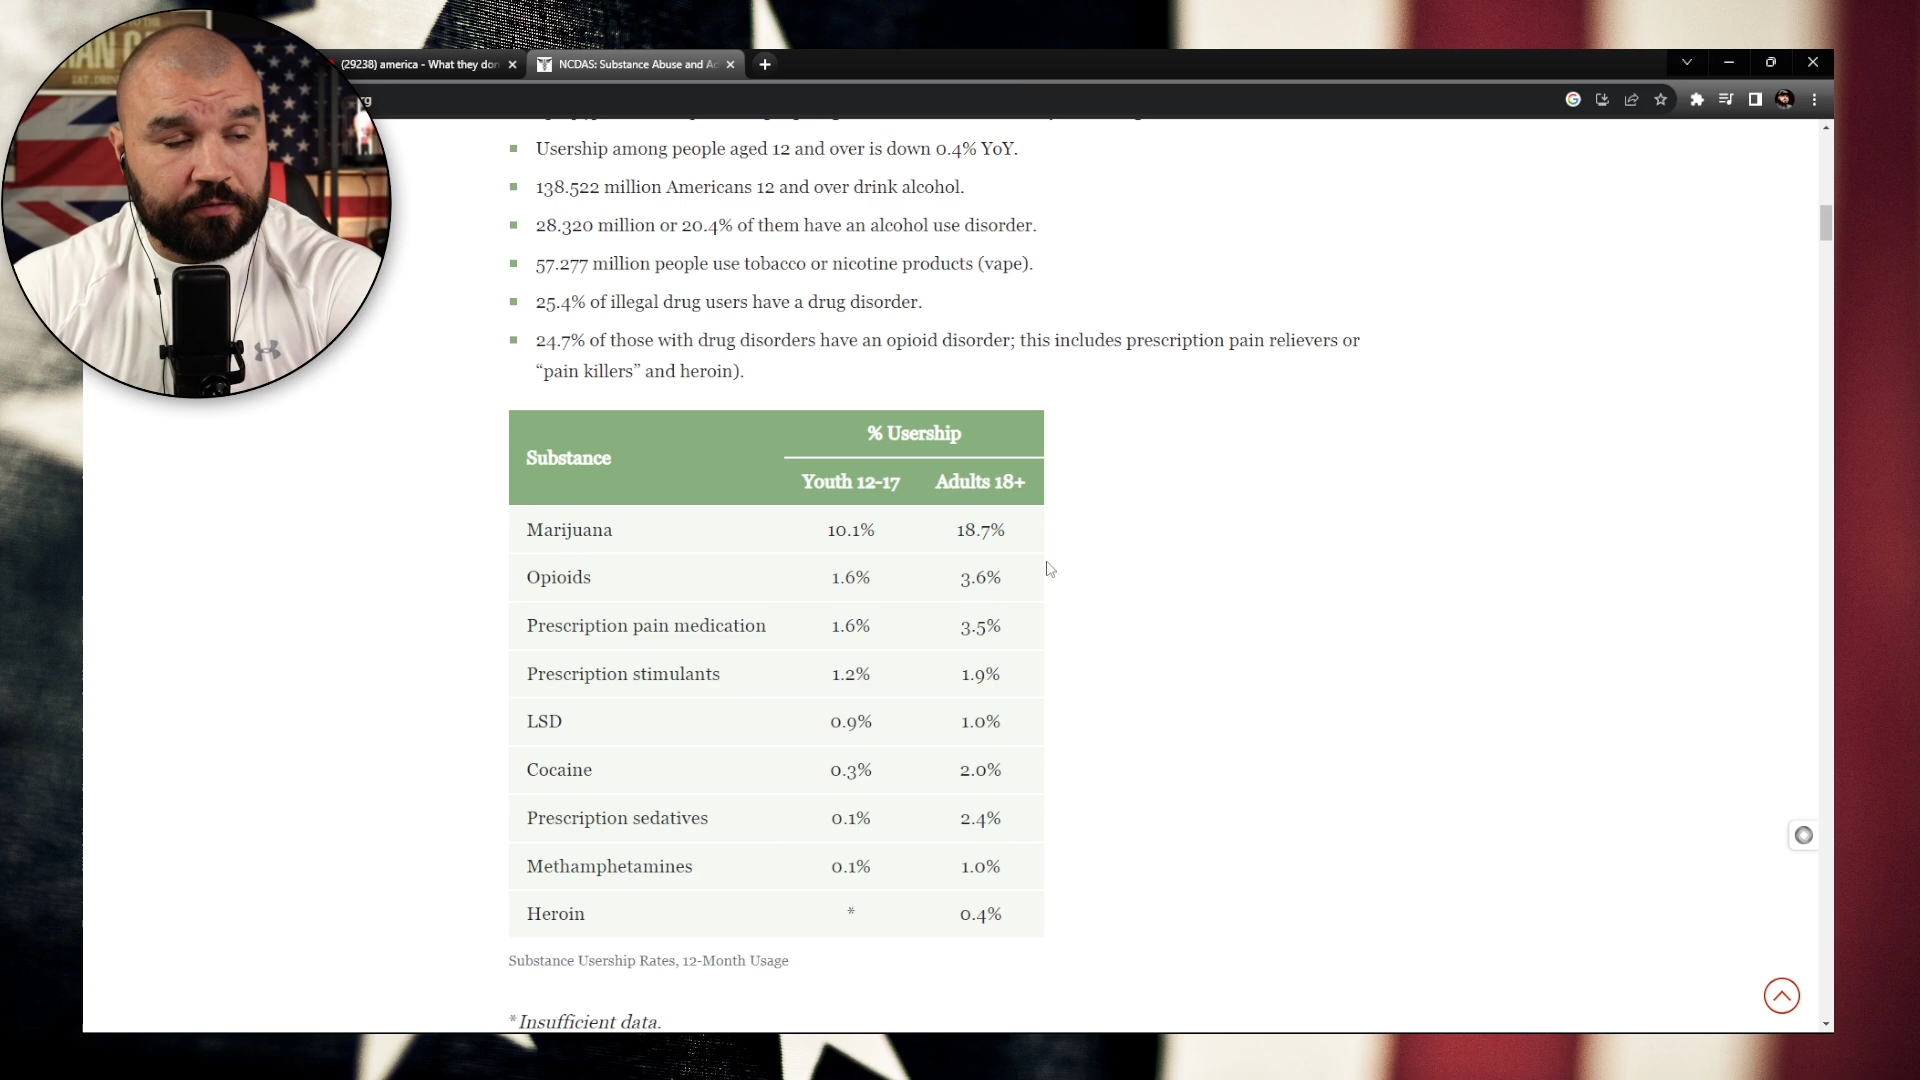 (29238) america - What they don
NCDAS: Substance Abuse and Ad
rg
Usership among people aged 12 and over is down 0.4% YoY.
138.522 million Americans 12 and over drink alcohol.
28.320 million or 20.4% of them have an alcohol use disorder.
57.277 million people use tobacco or nicotine products (vape).
25.4% of illegal drug users have a drug disorder.
24.7% of those with drug disorders have an opioid disorder; this includes prescription pain relievers or
“pain killers” and heroin).
% Usership
Substance
Youth 12-17 Adults 18+
Marijuana 10.1% 18.7%
Opioids 1.6% 3.6%
Prescription pain medication 1.6% 3.5%
Prescription stimulants 1.2% 1.9%
LSD 0.9% 1.0%
Cocaine 0.3% 2.0%
Prescription sedatives 0.1% 2.4%
Methamphetamines 0.1% 1.0%
Heroin * 0.4%
Substance Usership Rates, 12-Month Usage
*Insufficient data.